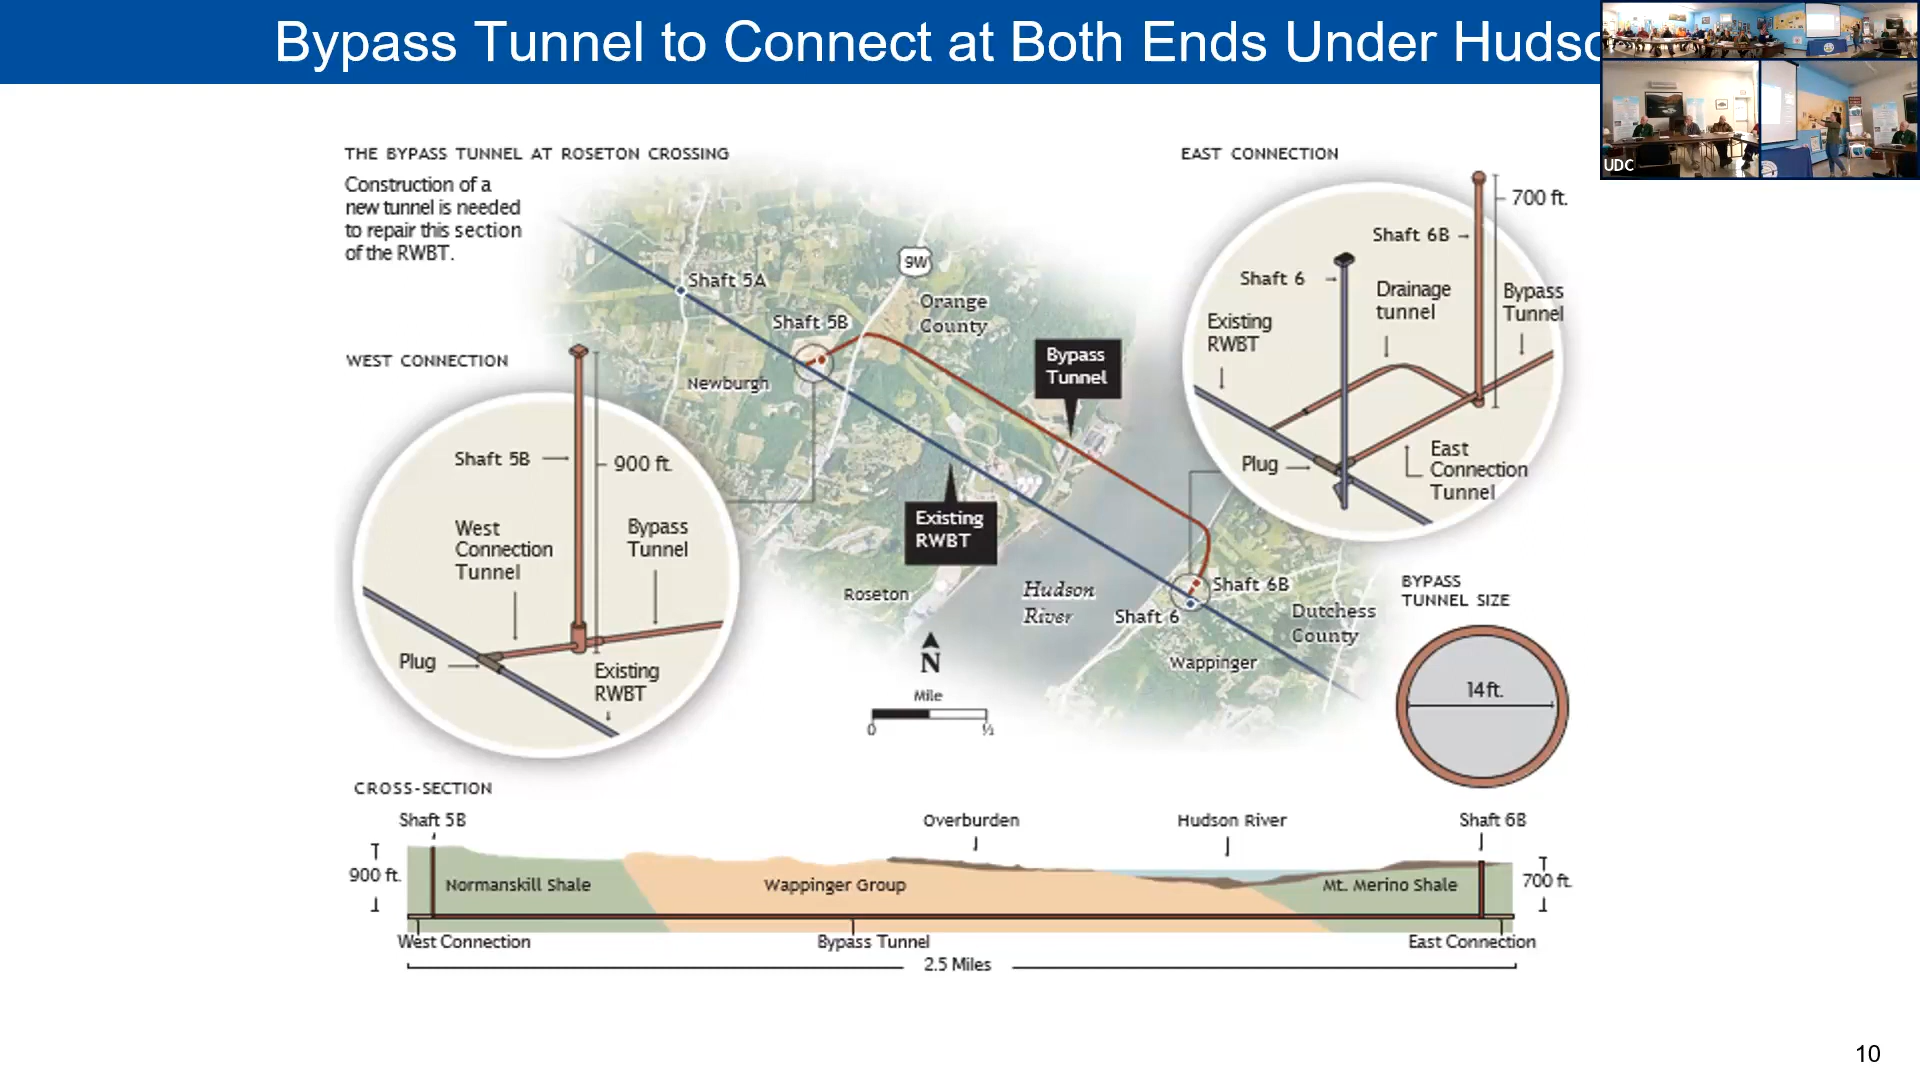 Bypass Tunnel to Connect at Both Ends Under Huds
UDC
THE BYPASS TUNNEL AT ROSETON CROSSING
Construction of a
new tunnel is needed
to repair this section
of the RWBT.
EAST CONNECTION
700 ft.
Shaft 6B
Shaft 6
Drainage
tunnel
Bypass
Tunnel
Existing
RWBT
Plug
East
Connection
Tunnel
9W
Shaft 5A
Orange
County
Shaft 5B
Bypass
Tunnel
Newburgh
WEST CONNECTION
Shaft 5B
900 ft.
West
Connection
Tunnel
Bypass
Tunnel
Plug
Existing
RWBT
Existing
RWBT
Roseton
Hudson
River
Shaft 6B
Shaft 6
Dutchess
County
Wappinger
N
Mile
0
½
BYPASS
TUNNEL SIZE
14ft.
CROSS-SECTION
Shaft 5B
Overburden
Hudson River
Shaft 6B
900 ft.
Normanskill Shale
Wappinger Group
Mt. Merino Shale
700 ft.
West Connection
Bypass Tunnel
East Connection
2.5 Miles
10